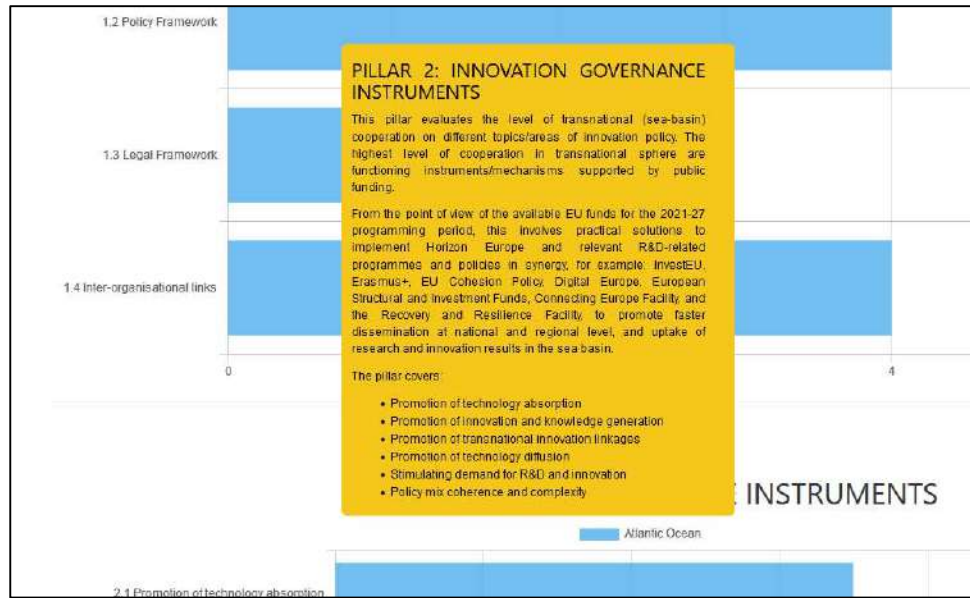 1.2 Policy Framework
PILLAR 2: INNOVATION GOVERNANCE
INSTRUMENTS
This pillar evaluates the level of transnational (sea-basin)
cooperation on different topics/areas of innovation policy. The
highest level of cooperation in transnational sphere are
functioning instruments/mechanisms supported by public
funding.
1.3 Legal Framework
From the point of view of the available EU funds for the 2021-27
programming period, this involves practical solutions to
implement Horizon Europe and relevant R&D-related
programmes and policies in synergy, for example: InvestEU,
Erasmus+, EU Cohesion Policy, Digital Europe, European
Structural and Investment Funds, Connecting Europe Facility, and
the Recovery and Resilience Facility, to promote faster
dissemination at national and regional level, and uptake of
research and innovation results in the sea basin.
1.4 Inter-organisational links
0
4
The pillar covers:
• Promotion of technology absorption
• Promotion of innovation and knowledge generation
• Promotion of transnational innovation linkages
• Promotion of technology diffusion
• Stimulating demand for R&D and innovation
• Policy mix coherence and complexity
INSTRUMENTS
Atlantic Ocean
2.1 Promotion of technology absorption